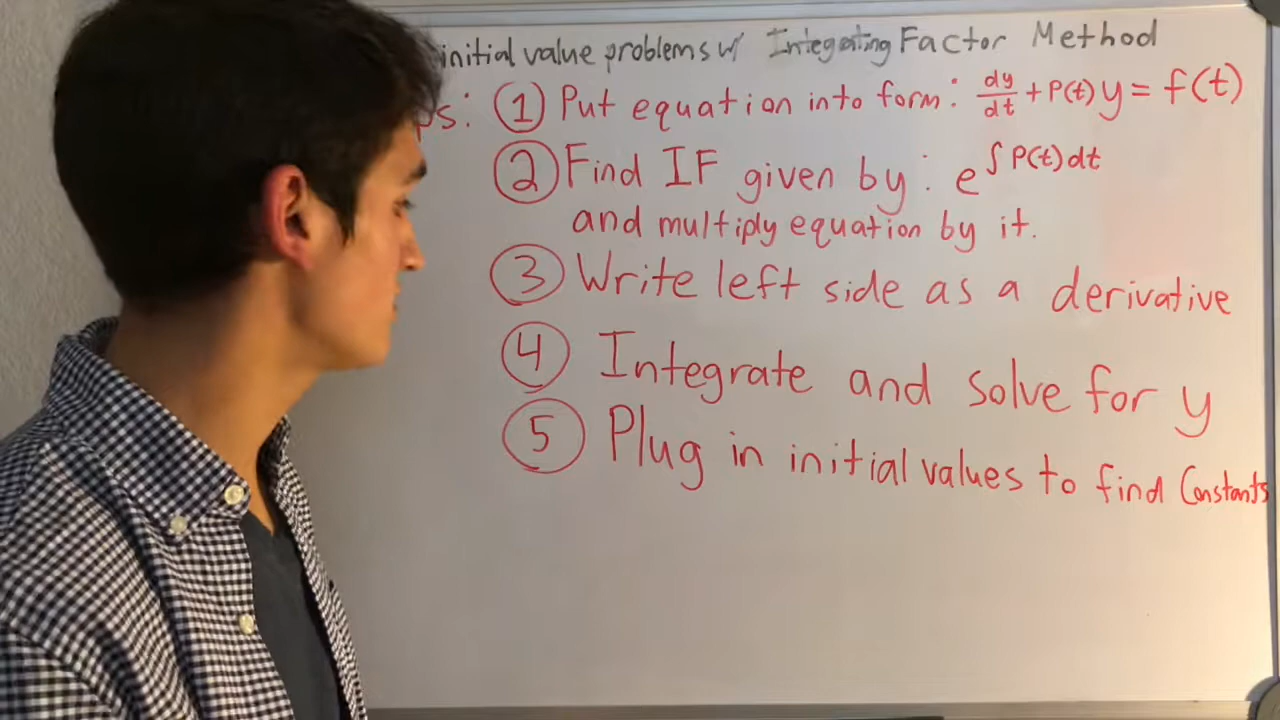 initial value problems w/ Integrating Factor Method
① Put equation into form: dy/dt + P(t) y = f(t)
② Find IF given by: e^∫P(t)dt
and multiply equation by it.
③ Write left side as a derivative
④ Integrate and solve for y
⑤ Plug in initial values to find Constants